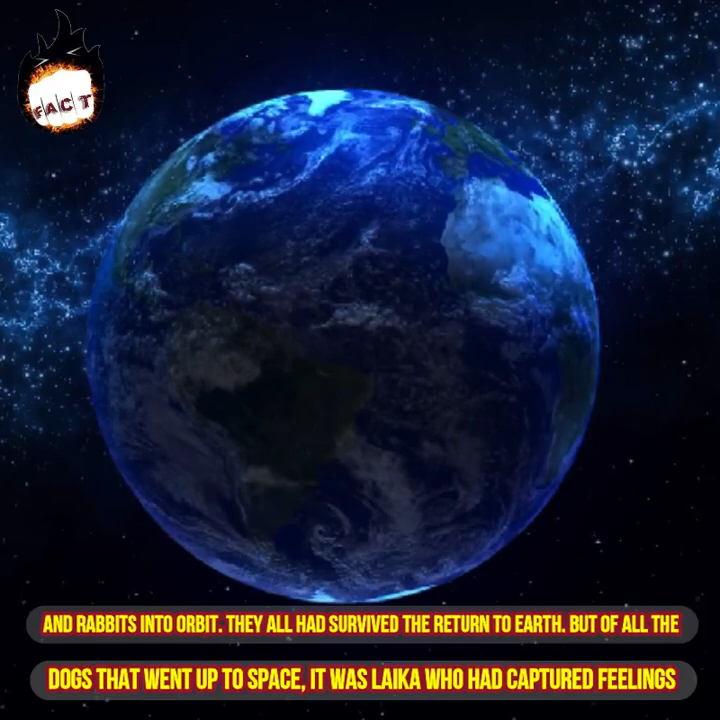 FACT
AND RABBITS INTO ORBIT. THEY ALL HAD SURVIVED THE RETURN TO EARTH. BUT OF ALL THE
DOGS THAT WENT UP TO SPACE, IT WAS LAIKA WHO HAD CAPTURED FEELINGS